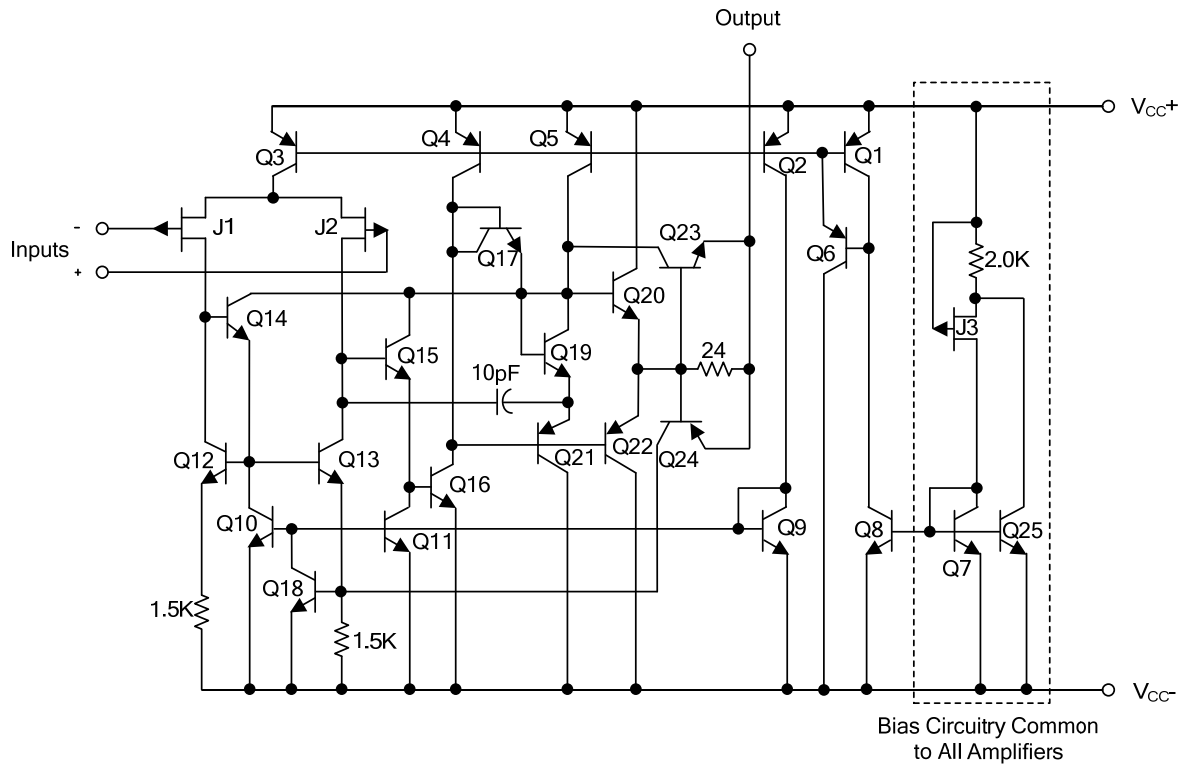 Output
V_CC+
Q3
Q4
Q5
Q2
Q1
-
Inputs
+
J1
J2
Q17
Q23
Q6
2.0K
Q14
Q20
J3
Q15
Q19
24
10pF
Q12
Q13
Q16
Q21
Q22
Q24
Q10
Q11
Q9
Q8
Q7
Q25
Q18
1.5K
1.5K
V_CC-
Bias Circuitry Common
to All Amplifiers